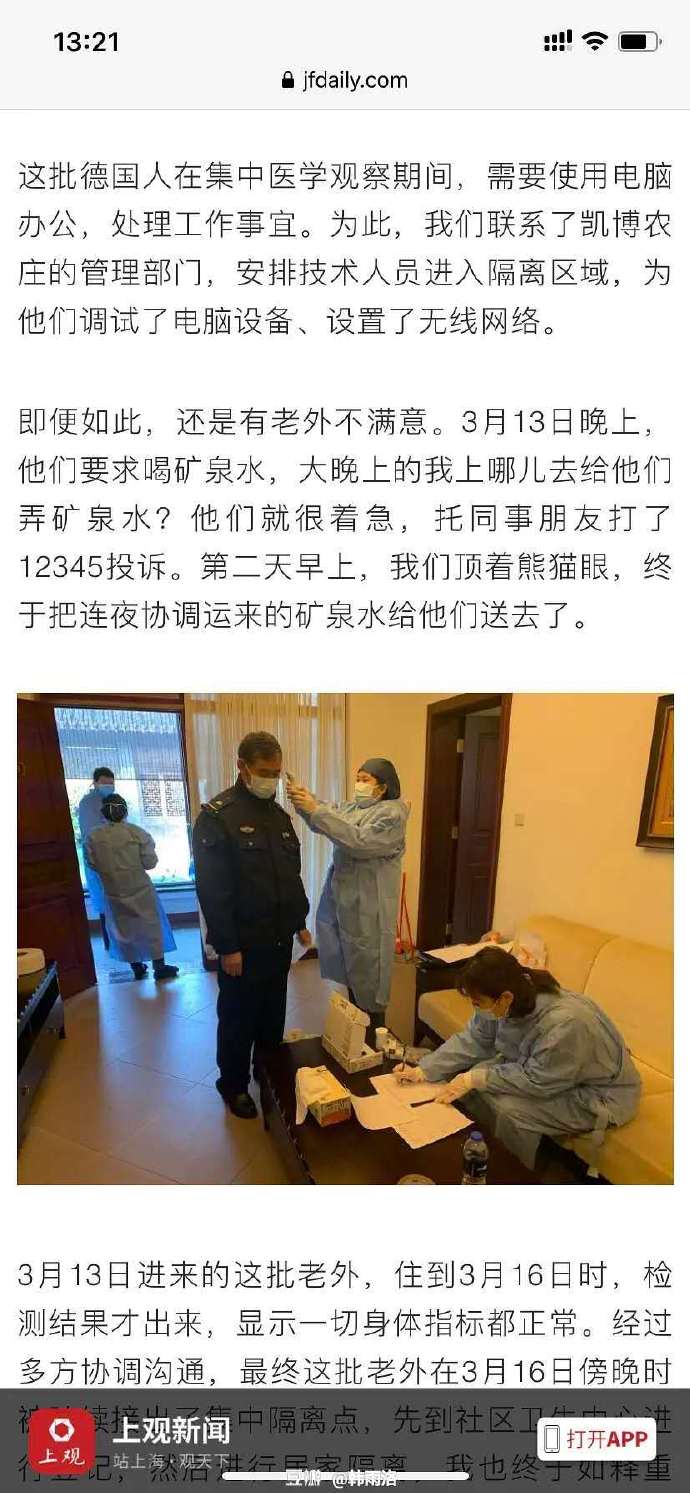 13:21
jfdaily.com
这批德国人在集中医学观察期间，需要使用电脑
办公，处理工作事宜。为此，我们联系了凯博农
庄的管理部门，安排技术人员进入隔离区域，为
他们调试了电脑设备、设置了无线网络。
即便如此，还是有老外不满意。3月13日晚上，
他们要求喝矿泉水，大晚上的我上哪儿去给他们
弄矿泉水？他们就很着急，托同事朋友打了
12345投诉。第二天早上，我们顶着熊猫眼，终
于把连夜协调运来的矿泉水给他们送去了。
3月13日进来的这批老外，住到3月16日时，检
测结果才出来，显示一切身体指标都正常。经过
多方协调沟通，最终这批老外在3月16日傍晚时
被陆续接出了集中隔离点，先到社区卫生中心进
行登记，然后进行居家隔离，我也终于如释重
上观
上观新闻
站上海 观天下
打开APP
豆瓣 @韩雨洛